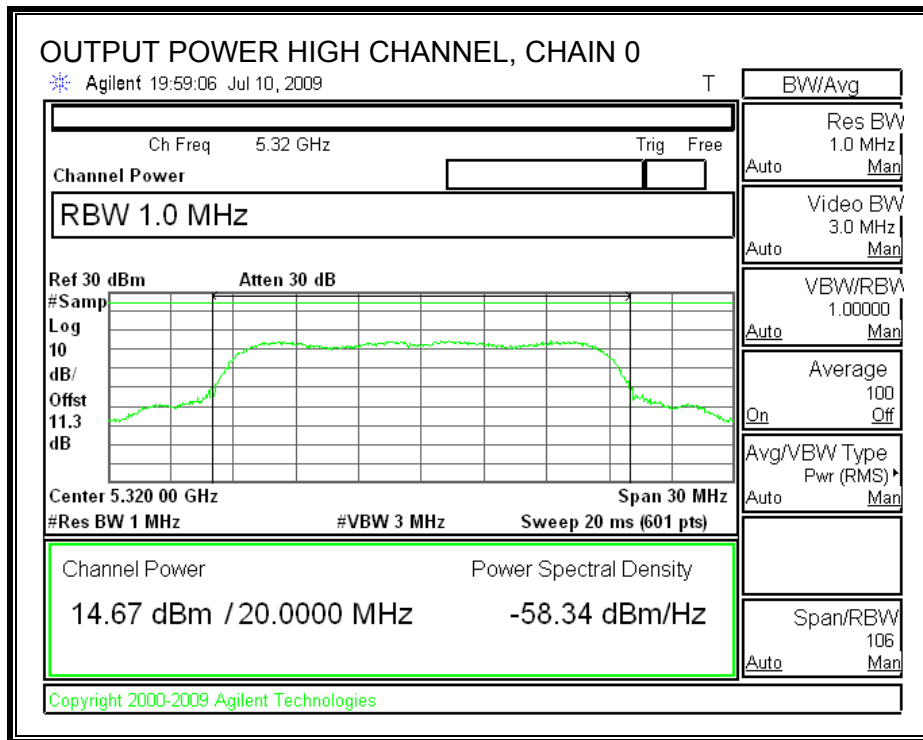 OUTPUT POWER HIGH CHANNEL, CHAIN 0
Agilent 19:59:06 Jul 10, 2009 T
BW/Avg
Ch Freq 5.32 GHz Trig Free
Channel Power
RBW 1.0 MHz
Ref 30 dBm Atten 30 dB
#Samp
Log
10
dB/
Offst
11.3
dB
Center 5.320 00 GHz Span 30 MHz
#Res BW 1 MHz #VBW 3 MHz Sweep 20 ms (601 pts)
Channel Power Power Spectral Density
14.67 dBm / 20.0000 MHz -58.34 dBm/Hz
Copyright 2000-2009 Agilent Technologies
Res BW
1.0 MHz
Auto Man
Video BW
3.0 MHz
Auto Man
VBW/RBW
1.00000
Auto Man
Average
100
On Off
Avg/VBW Type
Pwr (RMS)
Auto Man
Span/RBW
106
Auto Man